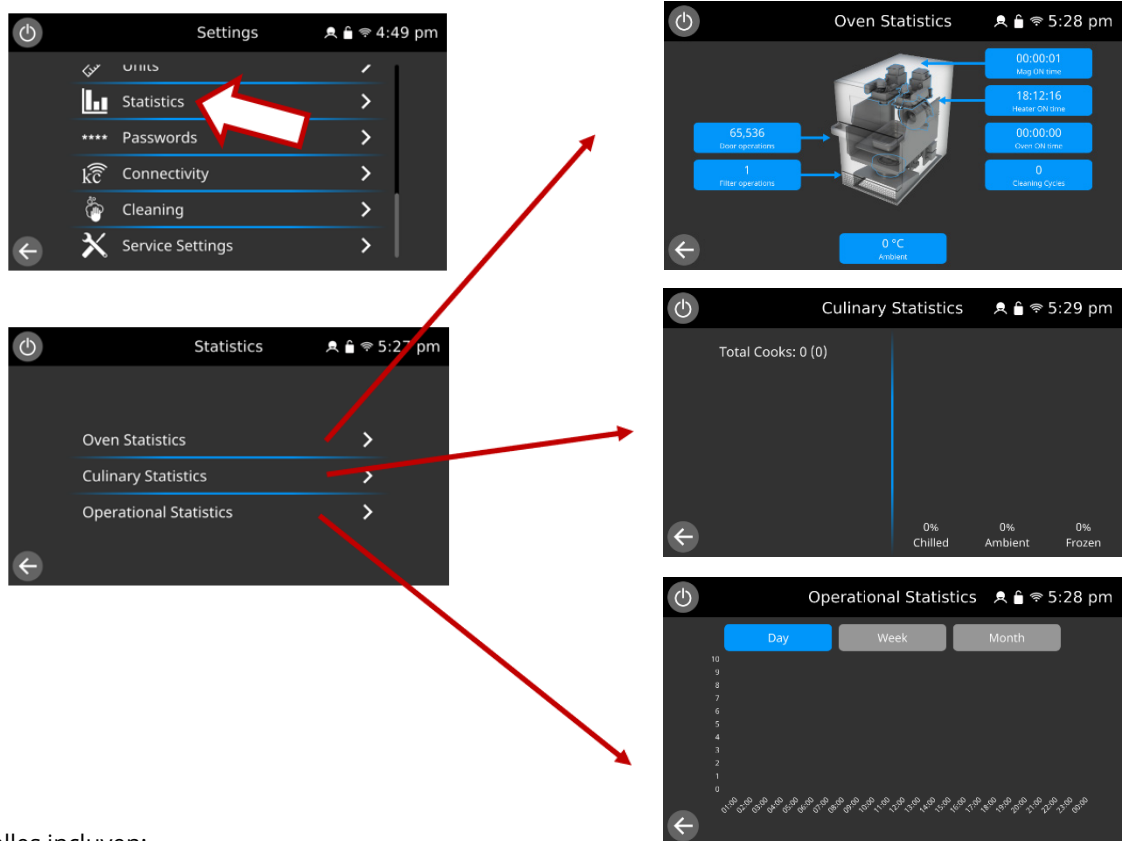 Settings 4:49 pm
Units
Statistics
**** Passwords
Connectivity
Cleaning
Service Settings
Statistics 5:27 pm
Oven Statistics
Culinary Statistics
Operational Statistics
Oven Statistics 5:28 pm
00:00:01
Mag ON time
18:12:16
Heater ON time
65,536
Door operations
00:00:00
Oven ON time
1
Filter operations
0
Cleaning Cycles
0 °C
Ambient
Culinary Statistics 5:29 pm
Total Cooks: 0 (0)
0% 0% 0%
Chilled Ambient Frozen
Operational Statistics 5:28 pm
Day Week Month
10
9
8
7
6
5
4
3
2
1
0
01:00 02:00 03:00 04:00 05:00 06:00 07:00 08:00 09:00 10:00 11:00 12:00 13:00 14:00 15:00 16:00 17:00 18:00 19:00 20:00 21:00 22:00 23:00 00:00